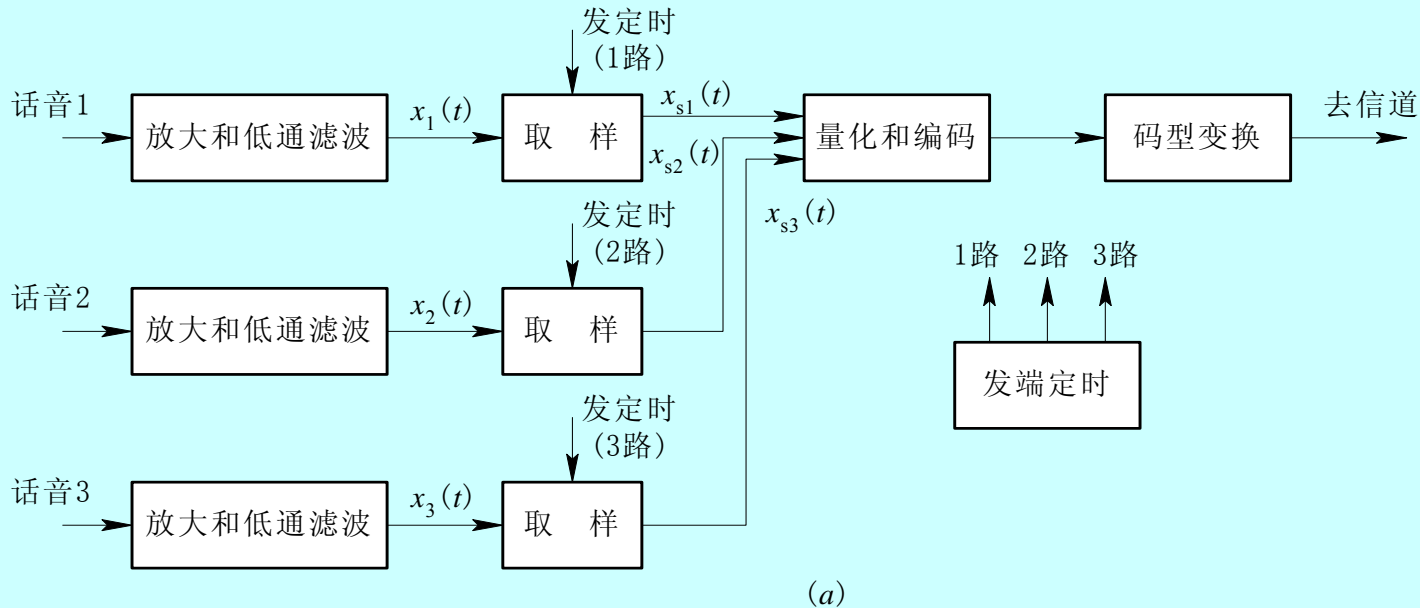 发定时
(1路)
话音1
放大和低通滤波
x₁(t)
取 样
xₛ₁(t)
xₛ₂(t)
量化和编码
码型变换
去信道
发定时
(2路)
xₛ₃(t)
话音2
放大和低通滤波
x₂(t)
取 样
1路 2路 3路
发端定时
发定时
(3路)
话音3
放大和低通滤波
x₃(t)
取 样
(a)